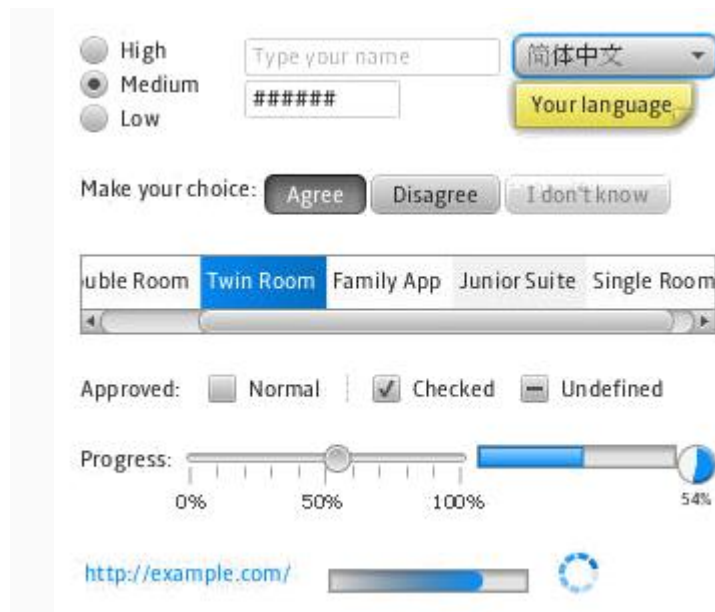 High
Type your name
简体中文
Medium
######
Your language
Low
Make your choice: Agree Disagree I don't know
uble Room Twin Room Family App Junior Suite Single Room
Approved: Normal Checked Undefined
Progress:
0% 50% 100% 54%
http://example.com/